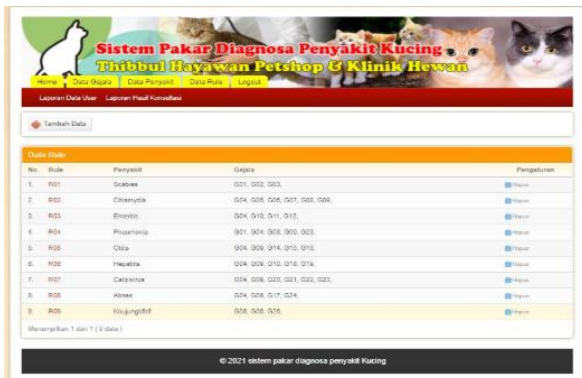 Sistem Pakar Diagnosa Penyakit Kucing
Thibbul Hayawan Petshop & Klinik Hewan
Home Data Gejala Data Penyakit Data Rule Logout
Laporan Data User Laporan Hasil Konsultasi
Tambah Data
Data Rule
No. Rule Penyakit Gejala Pengaturan
1. R01 Scabies G01, G02, G03, Hapus
2. R02 Chlamydia G04, G05, G06, G07, G08, G09, Hapus
3. R03 Enteritis G04, G10, G11, G12, Hapus
4. R04 Pneumonia G01, G04, G08, G09, G23, Hapus
5. R05 Otitis G04, G09, G14, G15, G16, Hapus
6. R06 Hepatitis G04, G09, G10, G18, G19, Hapus
7. R07 Calicivirus G04, G09, G20, G21, G22, G23, Hapus
8. R08 Abses G04, G09, G17, G24, Hapus
9. R09 G05, G06, G25, Hapus
Menampilkan 1 dari 1 ( 9 data )
© 2021 sistem pakar diagnosa penyakit Kucing